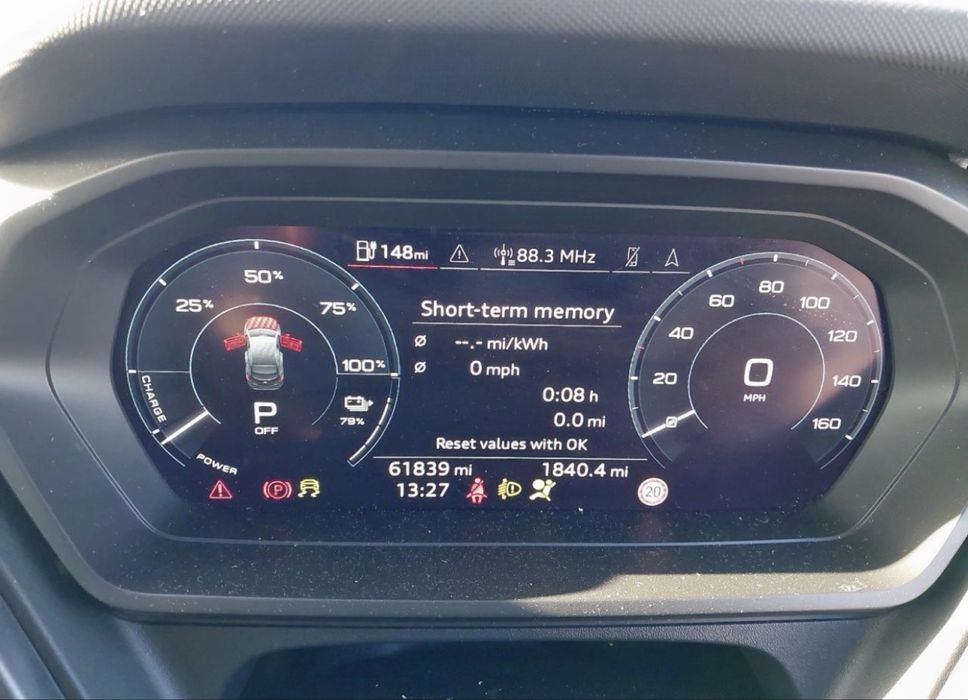 148mi
88.3 MHz
25%
50%
75%
100%
CHARGE
POWER
P
OFF
79%
Short-term memory
Ø --.- mi/kWh
Ø 0 mph
0:08 h
0.0 mi
Reset values with OK
61839 mi 1840.4 mi
13:27
P
20
0
20
40
60
80
100
120
140
160
0
MPH